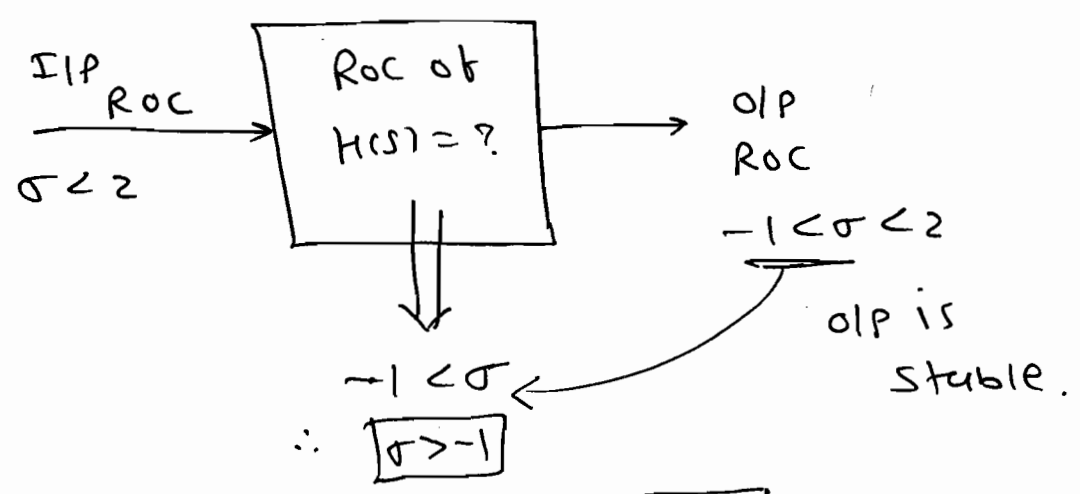 I/P
ROC
σ < 2
ROC of
H(S) = ?
O/P
ROC
-1 < σ < 2
O/P is
stable.
-1 < σ
∴ σ > -1